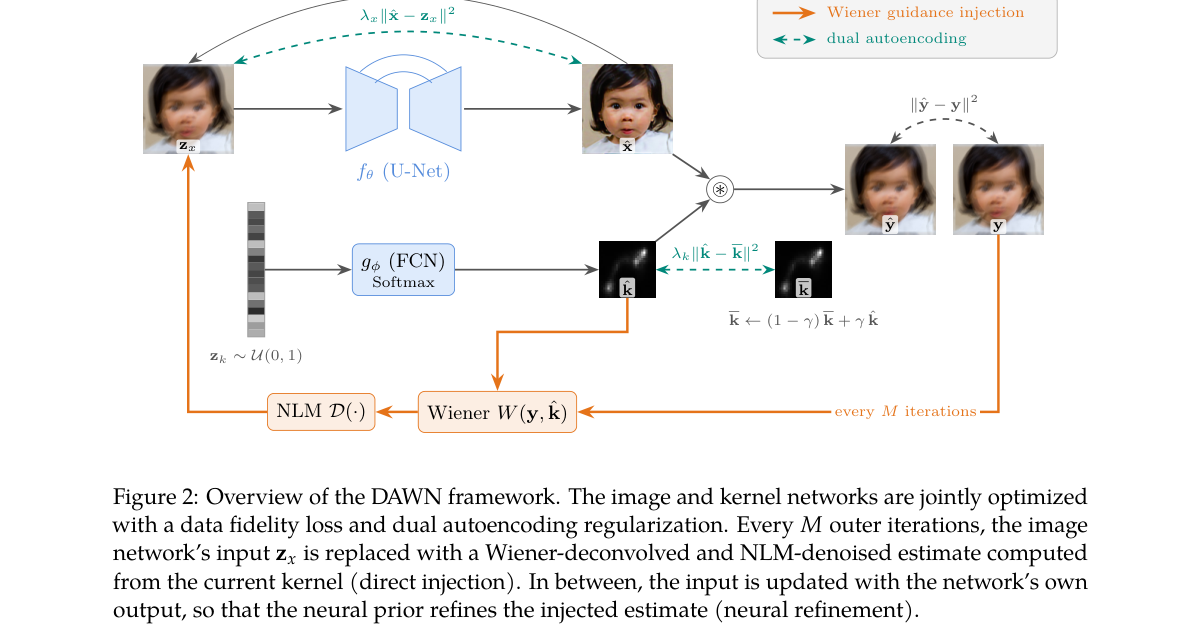 Wiener guidance injection
dual autoencoding
λₓ‖x̂ − zₓ‖²
‖ŷ − y‖²
zₓ
x̂
f_θ (U-Net)
ŷ
y
g_ϕ (FCN)
Softmax
λₖ‖k̂ − k̅‖²
k̂
k̅
k̅ ← (1 − γ) k̅ + γ k̂
zₖ ∼ 𝒰(0, 1)
NLM 𝒟(·)
Wiener W(y, k̂)
every M iterations
Figure 2: Overview of the DAWN framework. The image and kernel networks are jointly optimized
with a data fidelity loss and dual autoencoding regularization. Every M outer iterations, the image
network’s input zₓ is replaced with a Wiener-deconvolved and NLM-denoised estimate computed
from the current kernel (direct injection). In between, the input is updated with the network’s own
output, so that the neural prior refines the injected estimate (neural refinement).